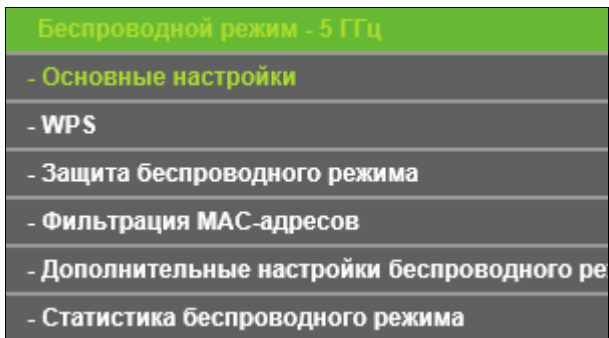 Беспроводной режим - 5 ГГц
- Основные настройки
- WPS
- Защита беспроводного режима
- Фильтрация MAC-адресов
- Дополнительные настройки беспроводного ре
- Статистика беспроводного режима